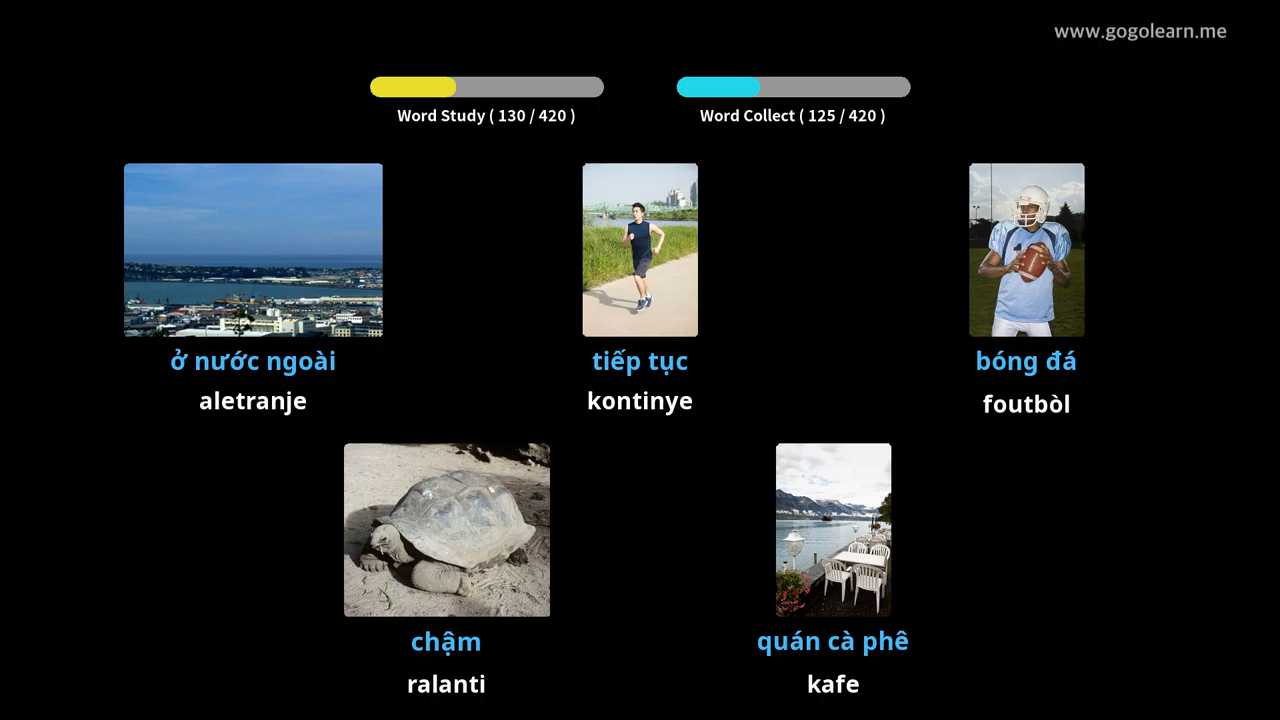 www.gogolearn.me
Word Study ( 130 / 420 )
Word Collect ( 125 / 420 )
ở nước ngoài
aletranje
tiếp tục
kontinye
bóng đá
foutbòl
chậm
ralanti
quán cà phê
kafe